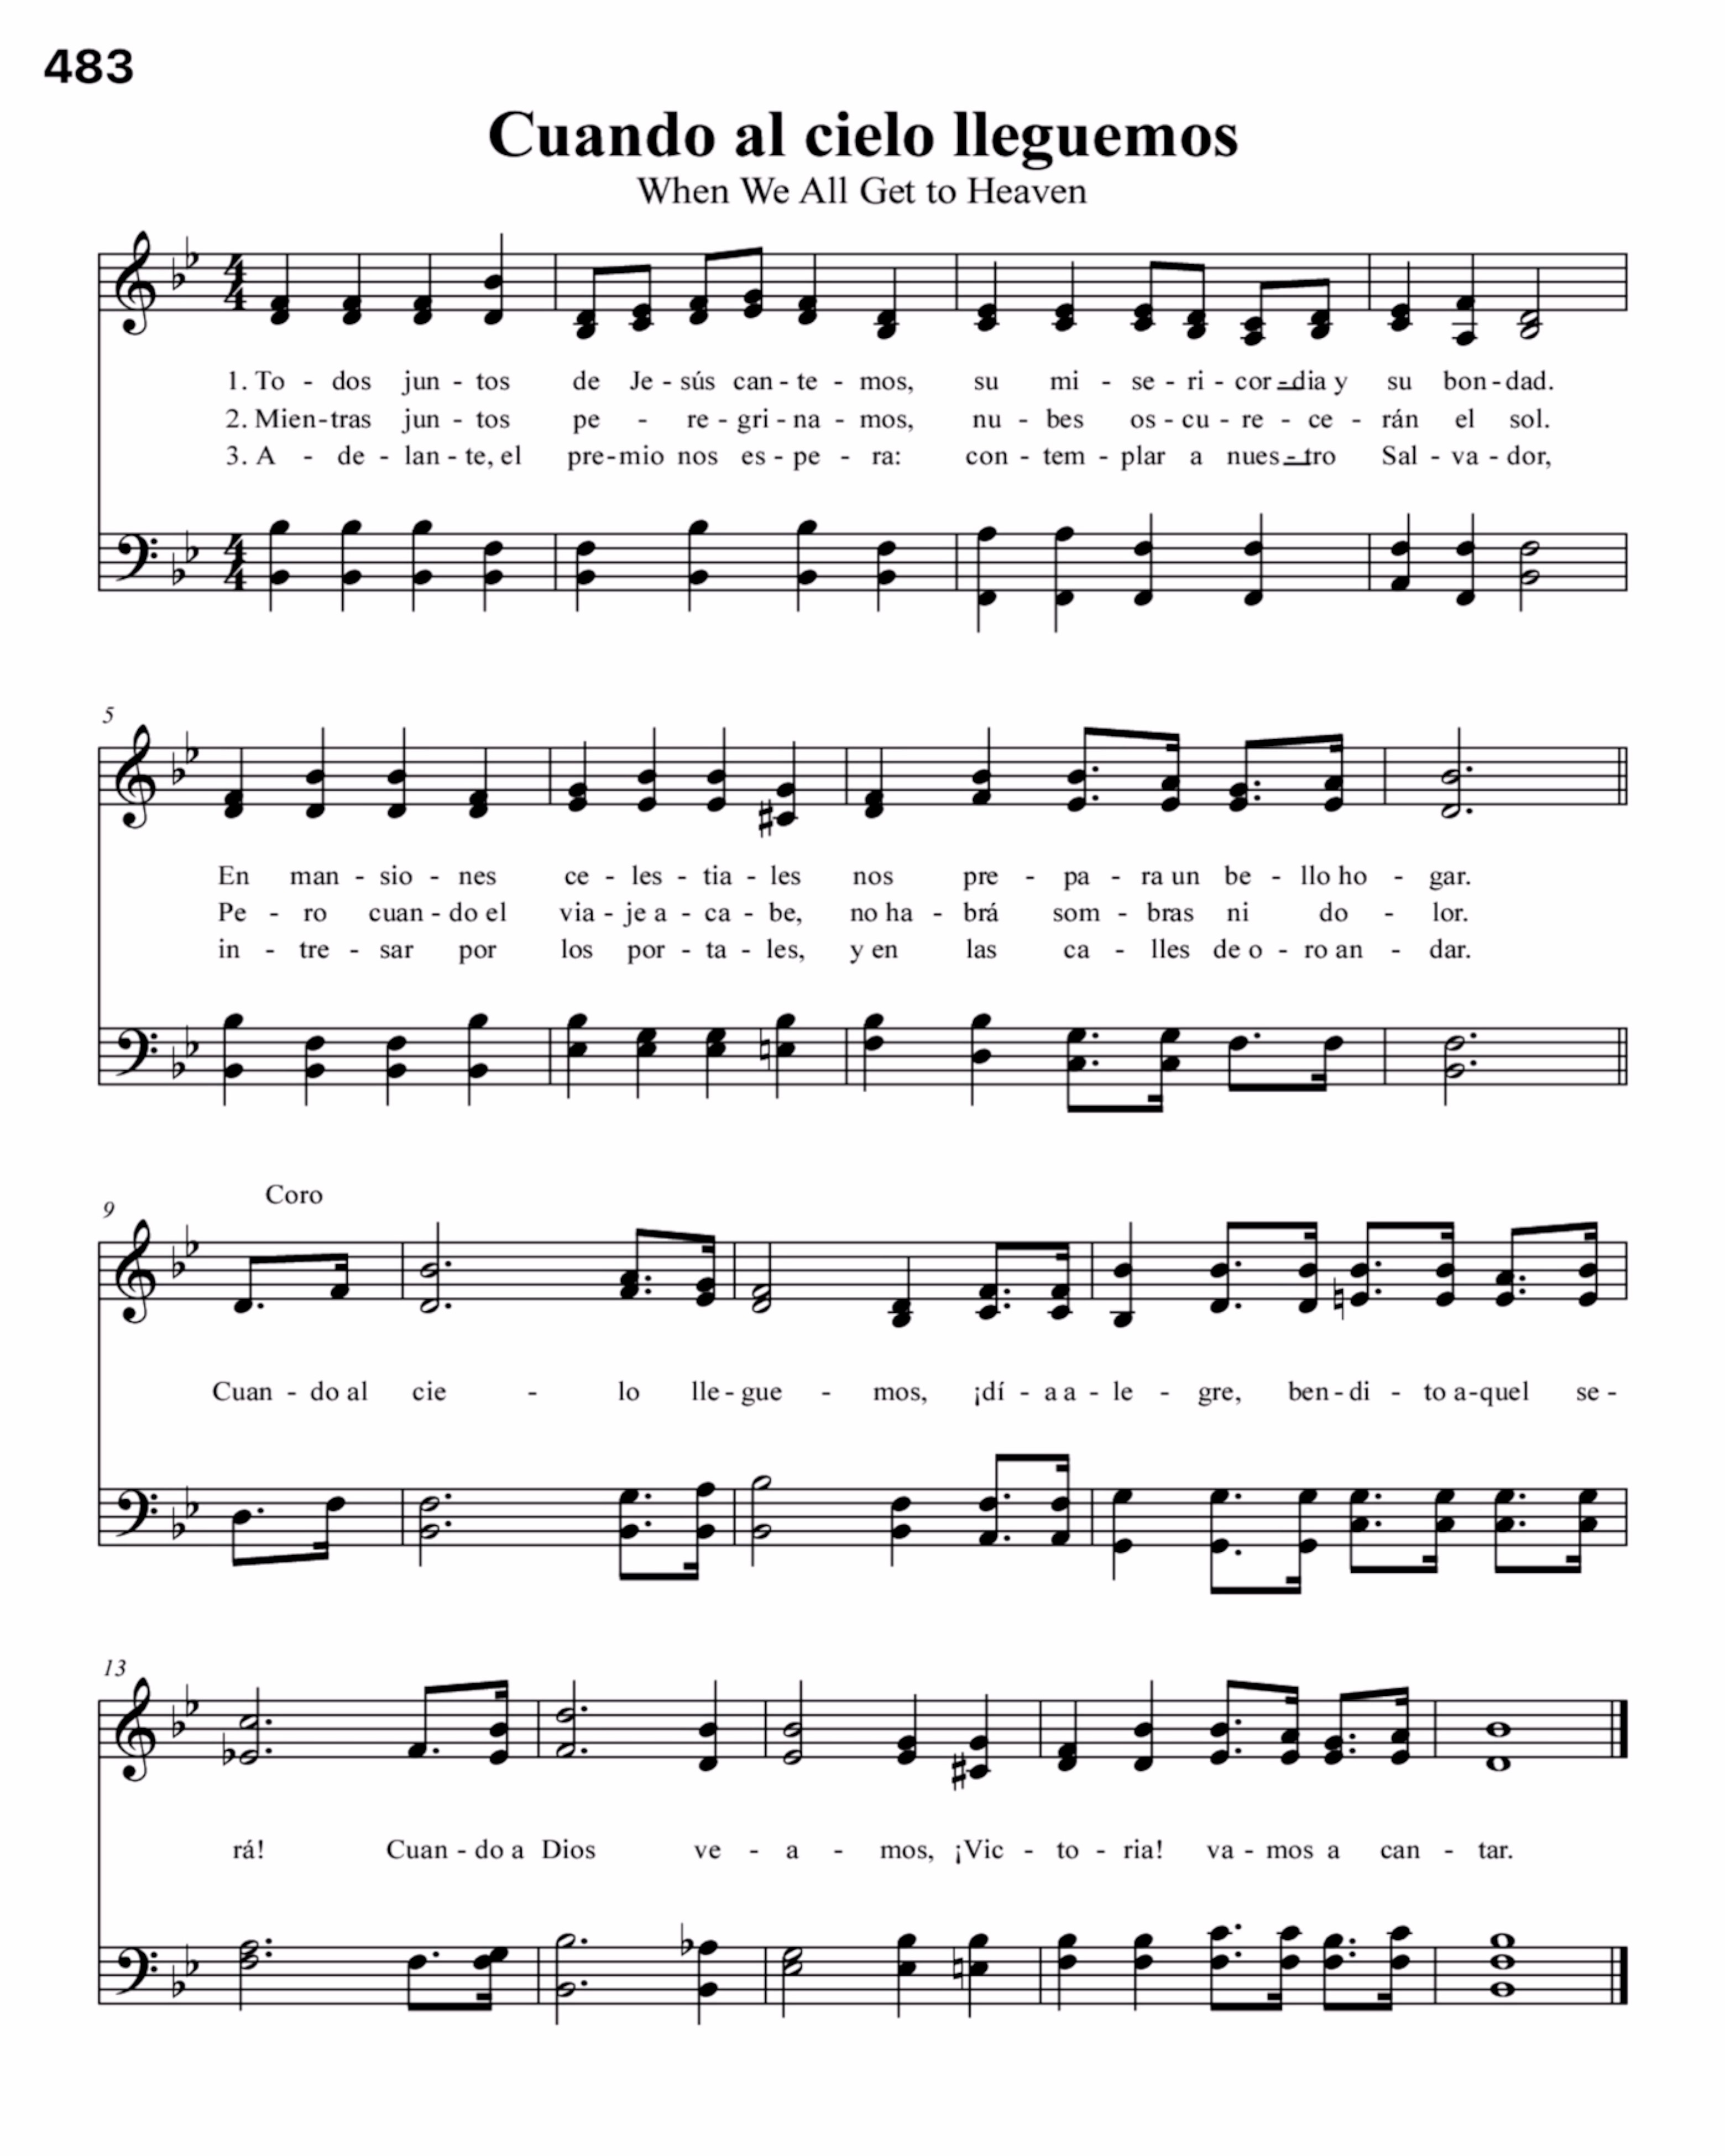 483
Cuando al cielo lleguemos
When We All Get to Heaven
4 4
1. To - dos jun - tos de Je - sús can - te - mos, su mi - se - ri - cor - dia y su bon - dad.
2. Mien - tras jun - tos pe - re - gri - na - mos, nu - bes os - cu - re - ce - rán el sol.
3. A - de - lan - te, el pre - mio nos es - pe - ra: con - tem - plar a nues - tro Sal - va - dor,
4 4
5
En man - sio - nes ce - les - tia - les nos pre - pa - ra un be - llo ho - gar.
Pe - ro cuan - do el via - je a - ca - be, no ha - brá som - bras ni do - lor.
in - tre - sar por los por - ta - les, y en las ca - lles de o - ro an - dar.
Coro
9
Cuan - do al cie - lo lle - gue - mos, ¡dí - a a - le - gre, ben - di - to a - quel se -
13
rá! Cuan - do a Dios ve - a - mos, ¡Vic - to - ria! va - mos a can - tar.